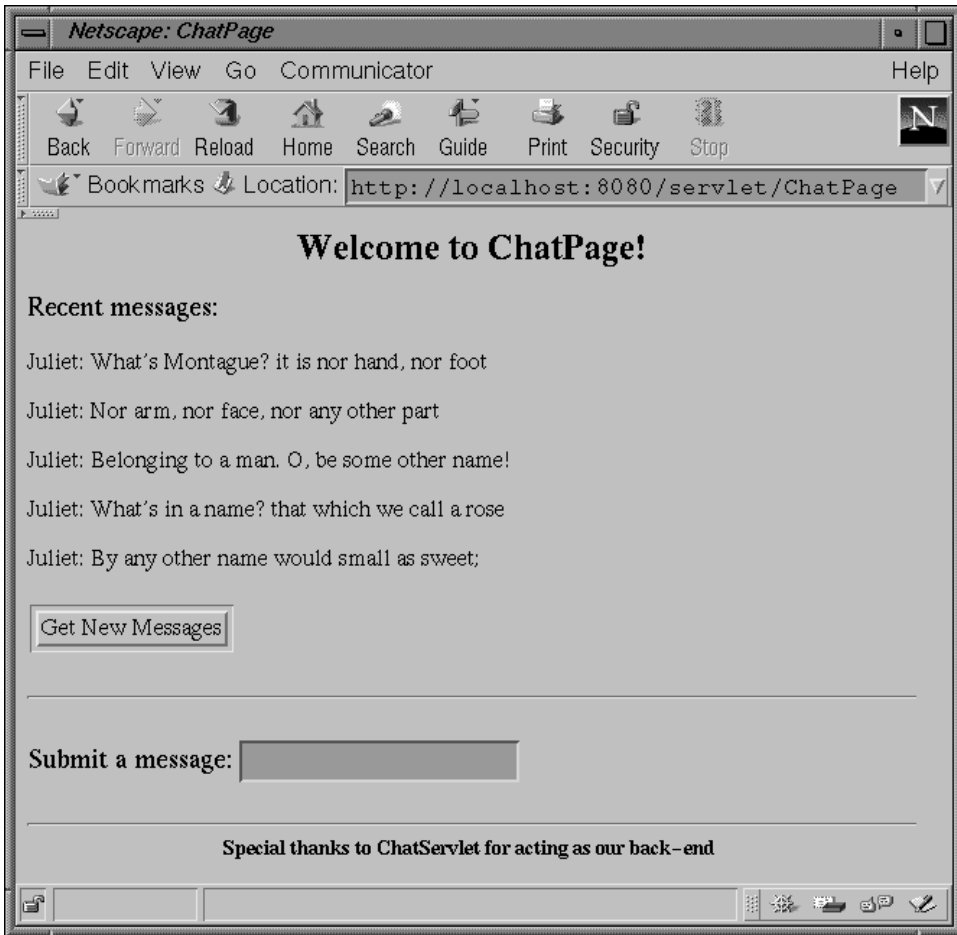 Netscape: ChatPage
File Edit View Go Communicator Help
Back Forward Reload Home Search Guide Print Security Stop
N
Bookmarks Location: http://localhost:8080/servlet/ChatPage
Welcome to ChatPage!
Recent messages:
Juliet: What's Montague? it is nor hand, nor foot
Juliet: Nor arm, nor face, nor any other part
Juliet: Belonging to a man. O, be some other name!
Juliet: What's in a name? that which we call a rose
Juliet: By any other name would small as sweet;
Get New Messages
Submit a message:
Special thanks to ChatServlet for acting as our back-end